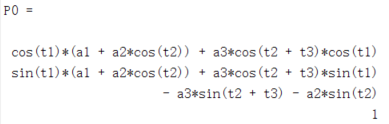 P0 =
cos(t1)*(a1 + a2*cos(t2)) + a3*cos(t2 + t3)*cos(t1)
sin(t1)*(a1 + a2*cos(t2)) + a3*cos(t2 + t3)*sin(t1)
- a3*sin(t2 + t3) - a2*sin(t2)
1